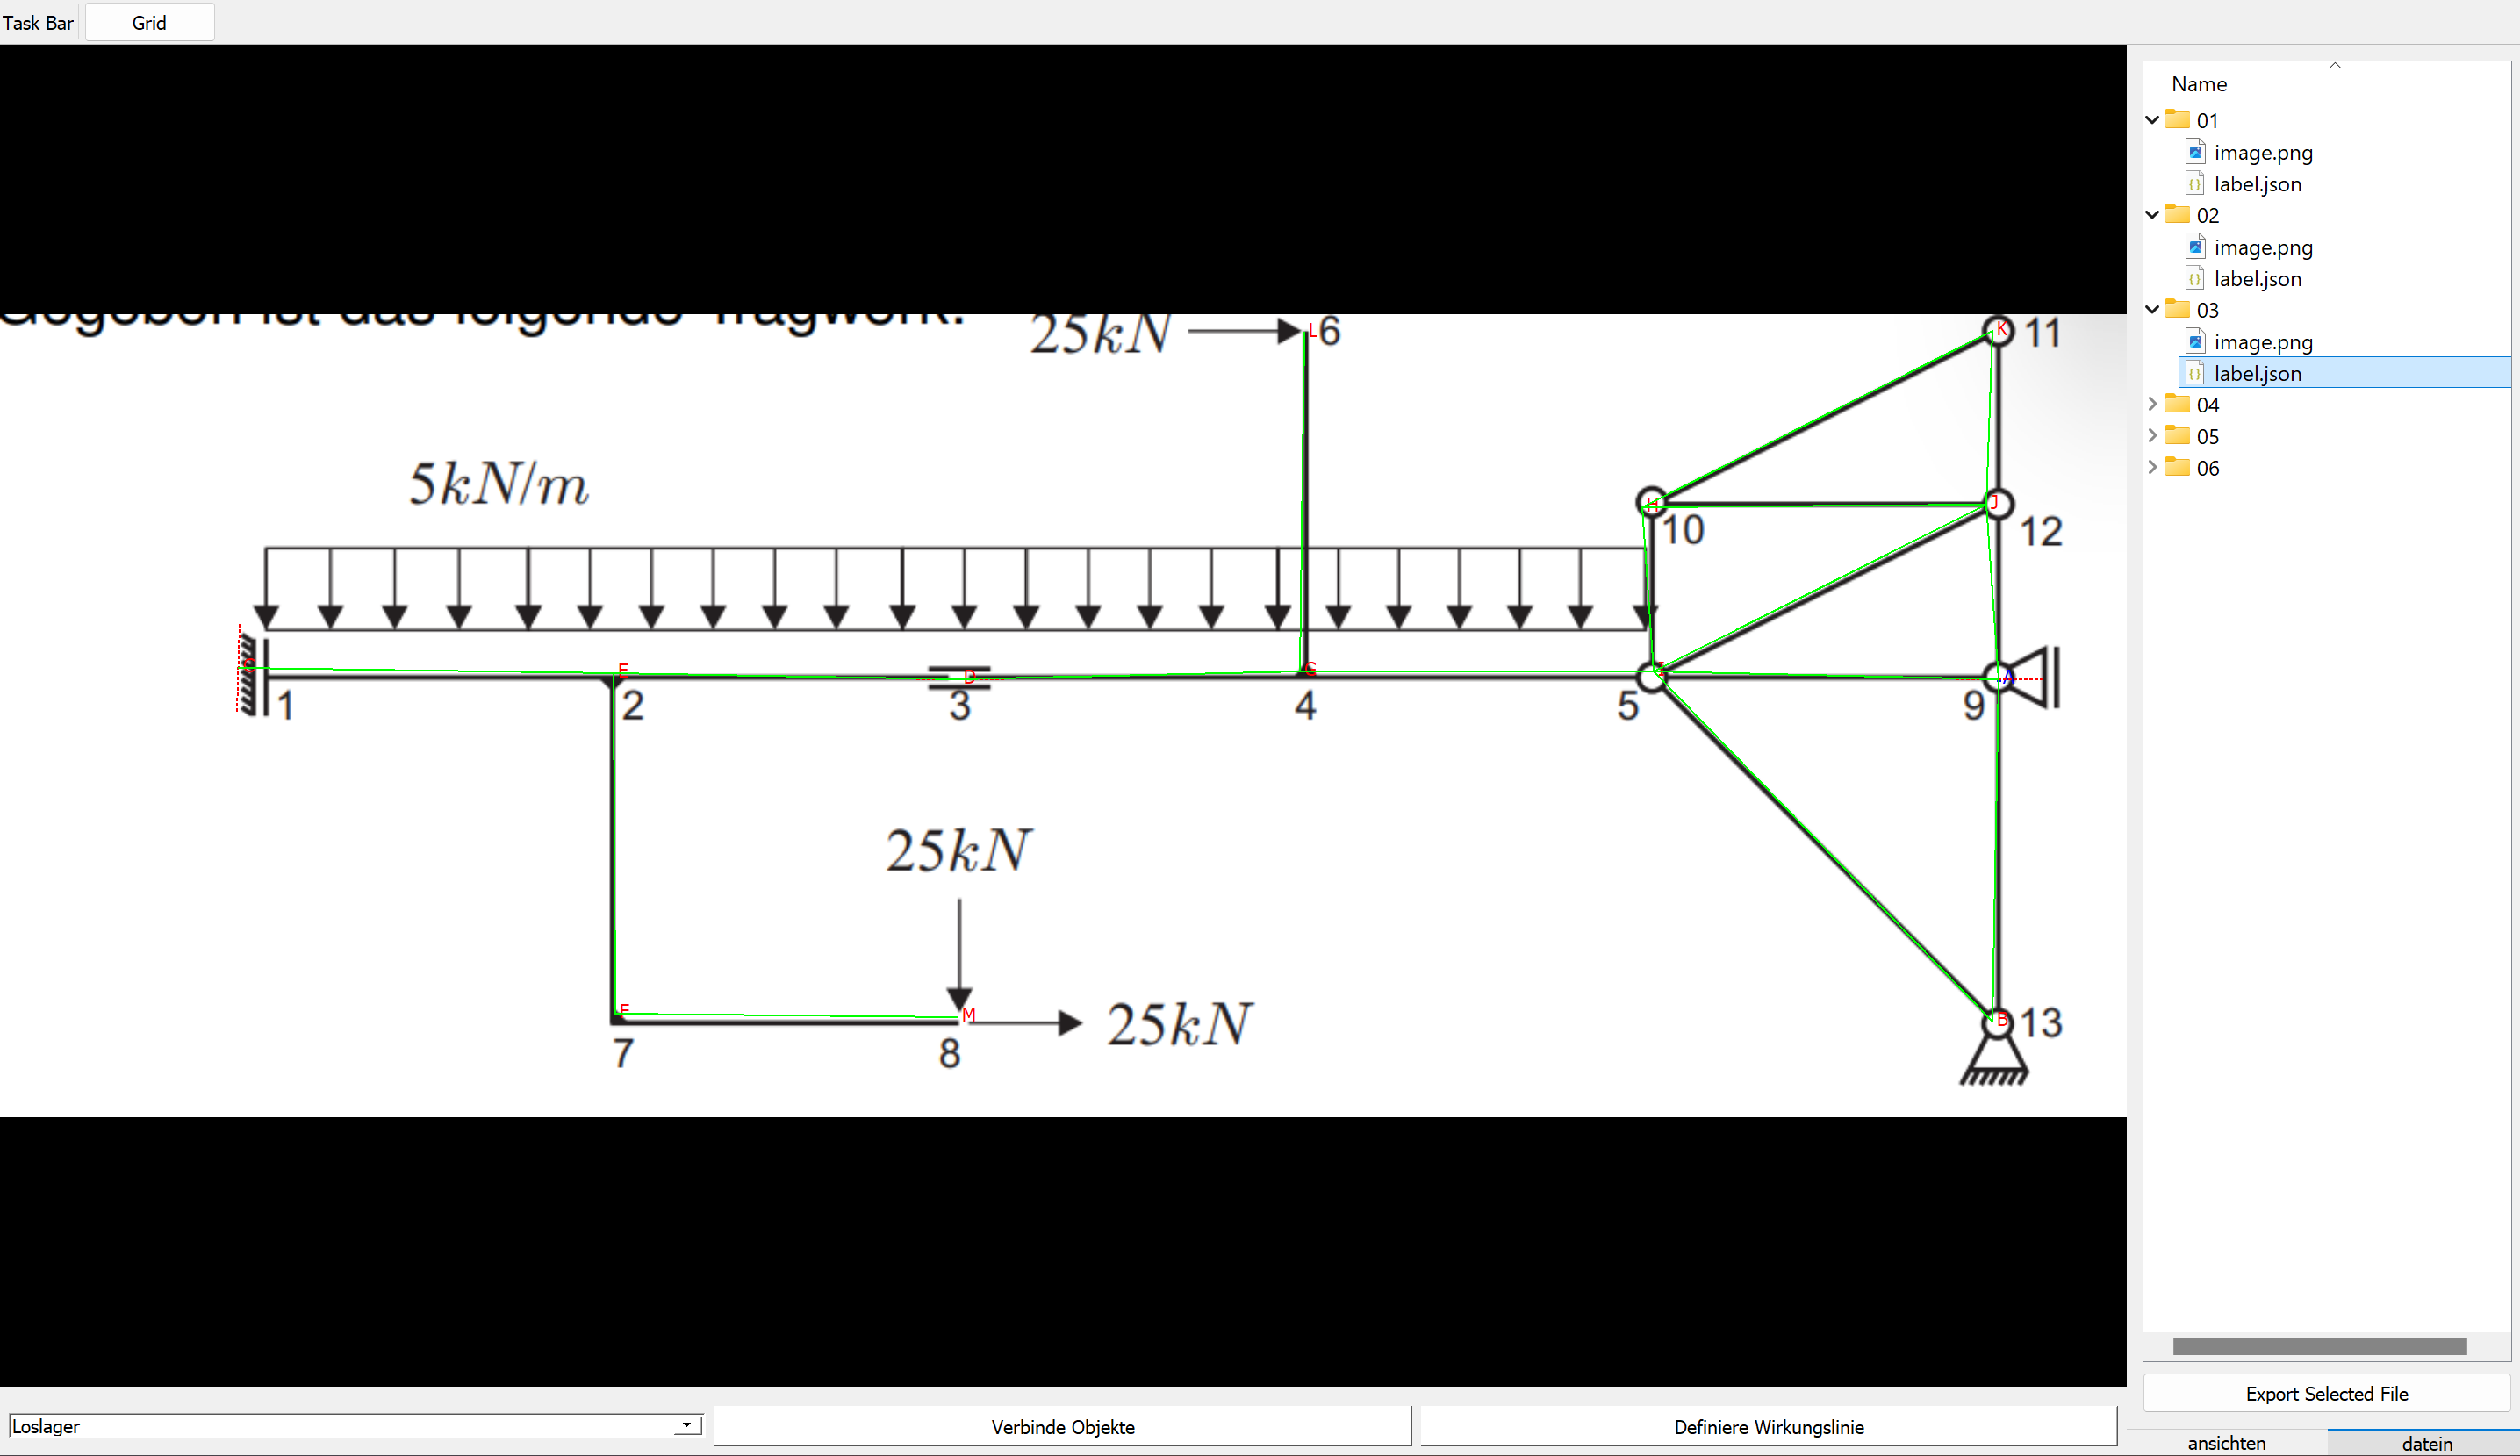 Task Bar
Grid
Name
01
image.png
label.json
02
image.png
label.json
03
image.png
label.json
04
05
06
Gegeben ist das folgende Tragwerk:
25kN
L
6
K
11
5kN/m
H
10
J
12
1
E
2
D
3
G
4
I
5
A
9
25kN
F
M
25kN
7
8
B
13
Loslager
Verbinde Objekte
Definiere Wirkungslinie
Export Selected File
ansichten
datein